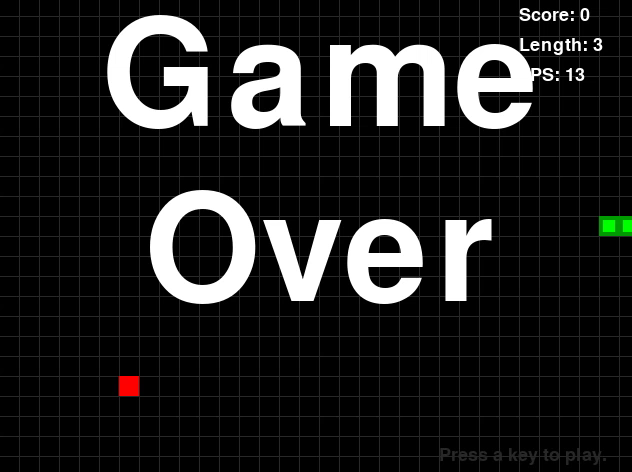 Score: 0
Length: 3
PS: 13
Game
Over
Press a key to play.